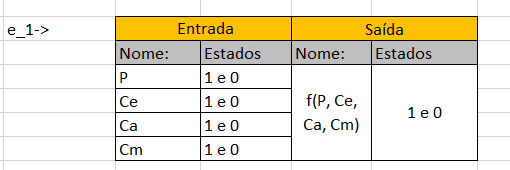 e_1-> Entrada Saída
Nome: Estados Nome: Estados
P 1 e 0
Ce 1 e 0
f(P, Ce, Ca, Cm) 1 e 0
Ca 1 e 0
Cm 1 e 0